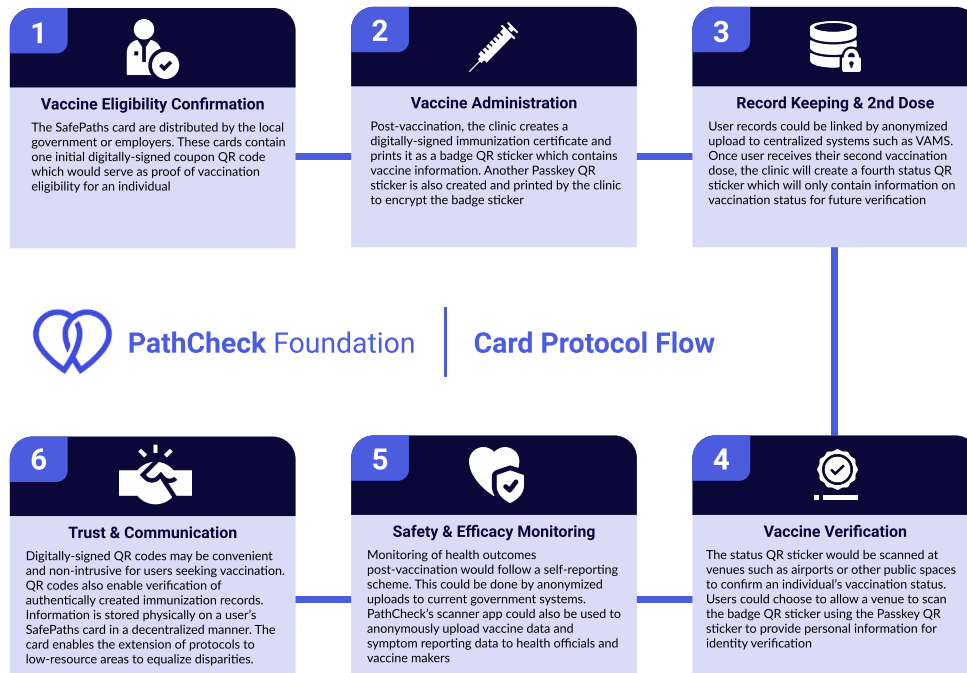 1
Vaccine Eligibility Confirmation
The SafePaths card are distributed by the local
government or employers. These cards contain
one initial digitally-signed coupon QR code
which would serve as proof of vaccination
eligibility for an individual
2
Vaccine Administration
Post-vaccination, the clinic creates a
digitally-signed immunization certificate and
prints it as a badge QR sticker which contains
vaccine information. Another Passkey QR
sticker is also created and printed by the clinic
to encrypt the badge sticker
3
Record Keeping & 2nd Dose
User records could be linked by anonymized
upload to centralized systems such as VAMS.
Once user receives their second vaccination
dose, the clinic will create a fourth status QR
sticker which will only contain information on
vaccination status for future verification
PathCheck Foundation
Card Protocol Flow
6
Trust & Communication
Digitally-signed QR codes may be convenient
and non-intrusive for users seeking vaccination.
QR codes also enable verification of
authentically created immunization records.
Information is stored physically on a user's
SafePaths card in a decentralized manner. The
card enables the extension of protocols to
low-resource areas to equalize disparities.
5
Safety & Efficacy Monitoring
Monitoring of health outcomes
post-vaccination would follow a self-reporting
scheme. This could be done by anonymized
uploads to current government systems.
PathCheck's scanner app could also be used to
anonymously upload vaccine data and
symptom reporting data to health officials and
vaccine makers
4
Vaccine Verification
The status QR sticker would be scanned at
venues such as airports or other public spaces
to confirm an individual's vaccination status.
Users could choose to allow a venue to scan
the badge QR sticker using the Passkey QR
sticker to provide personal information for
identity verification